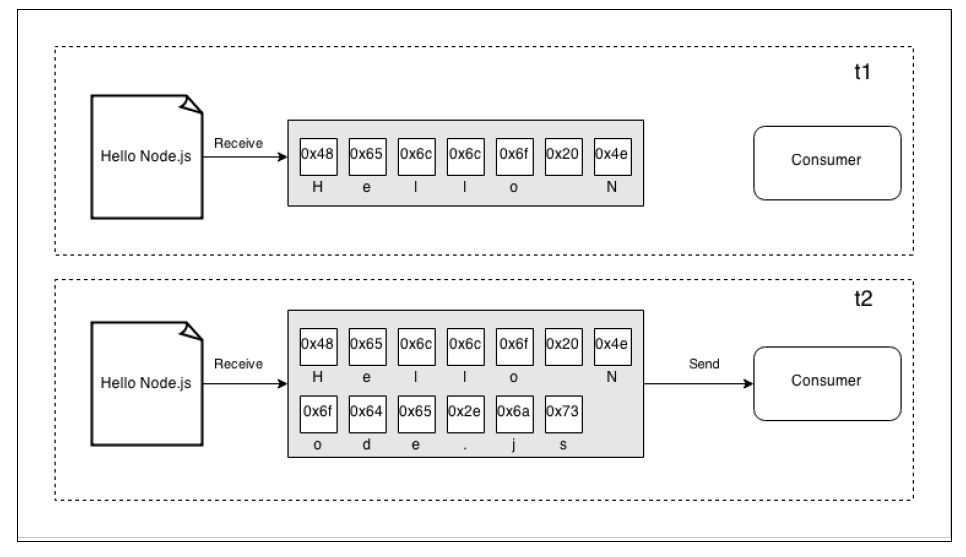 t1
Hello Node.js
Receive
0x48 0x65 0x6c 0x6c 0x6f 0x20 0x4e
H e l l o N
Consumer
t2
Hello Node.js
Receive
0x48 0x65 0x6c 0x6c 0x6f 0x20 0x4e
H e l l o N
0x6f 0x64 0x65 0x2e 0x6a 0x73
o d e . j s
Send
Consumer